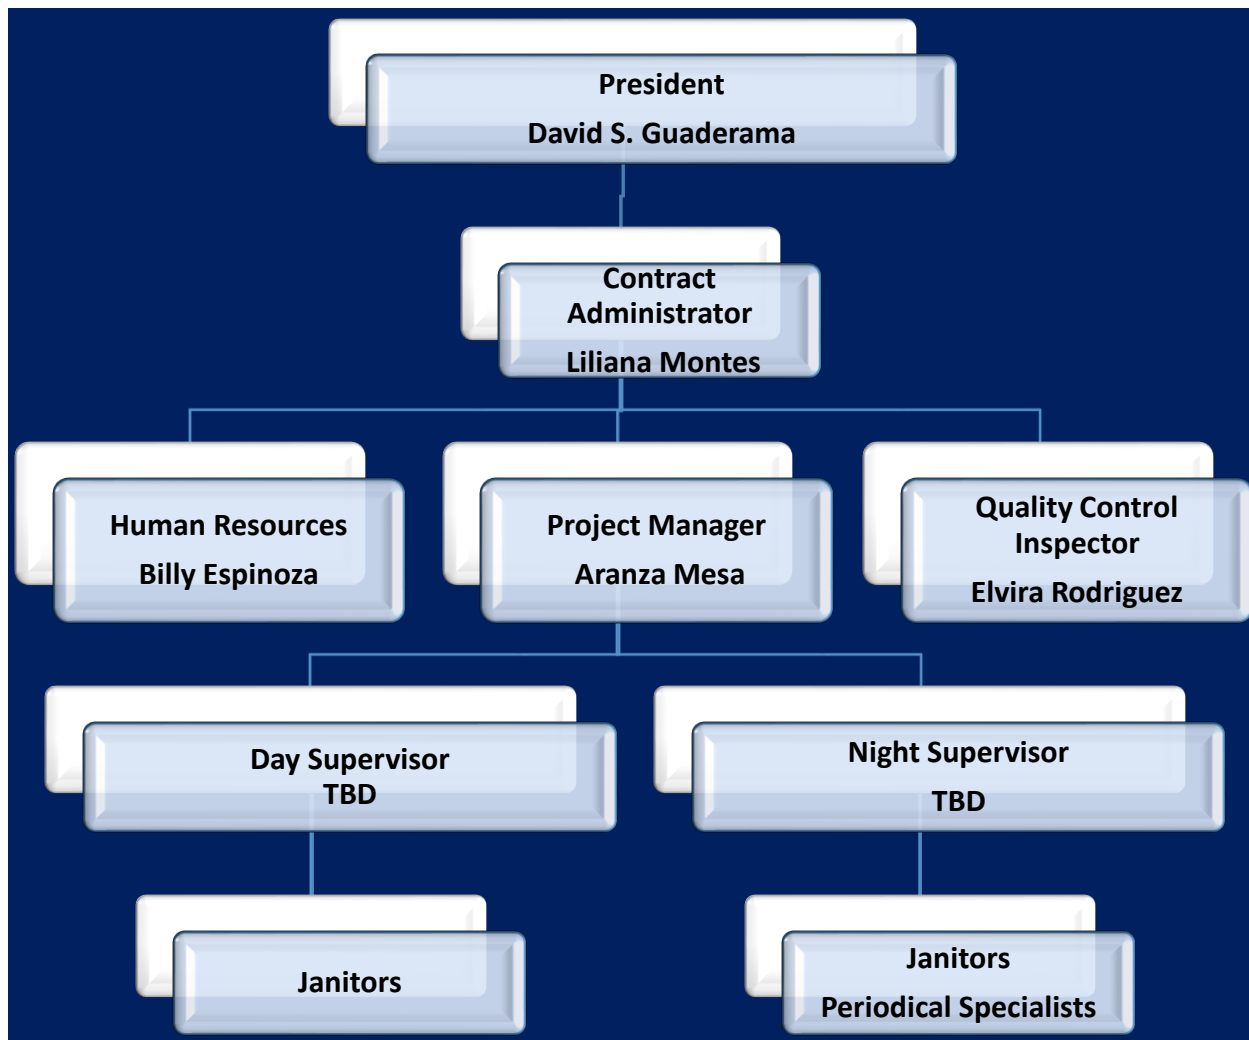 President
David S. Guaderama
Contract
Administrator
Liliana Montes
Human Resources
Billy Espinoza
Project Manager
Aranza Mesa
Quality Control
Inspector
Elvira Rodriguez
Day Supervisor
TBD
Night Supervisor
TBD
Janitors
Janitors
Periodical Specialists